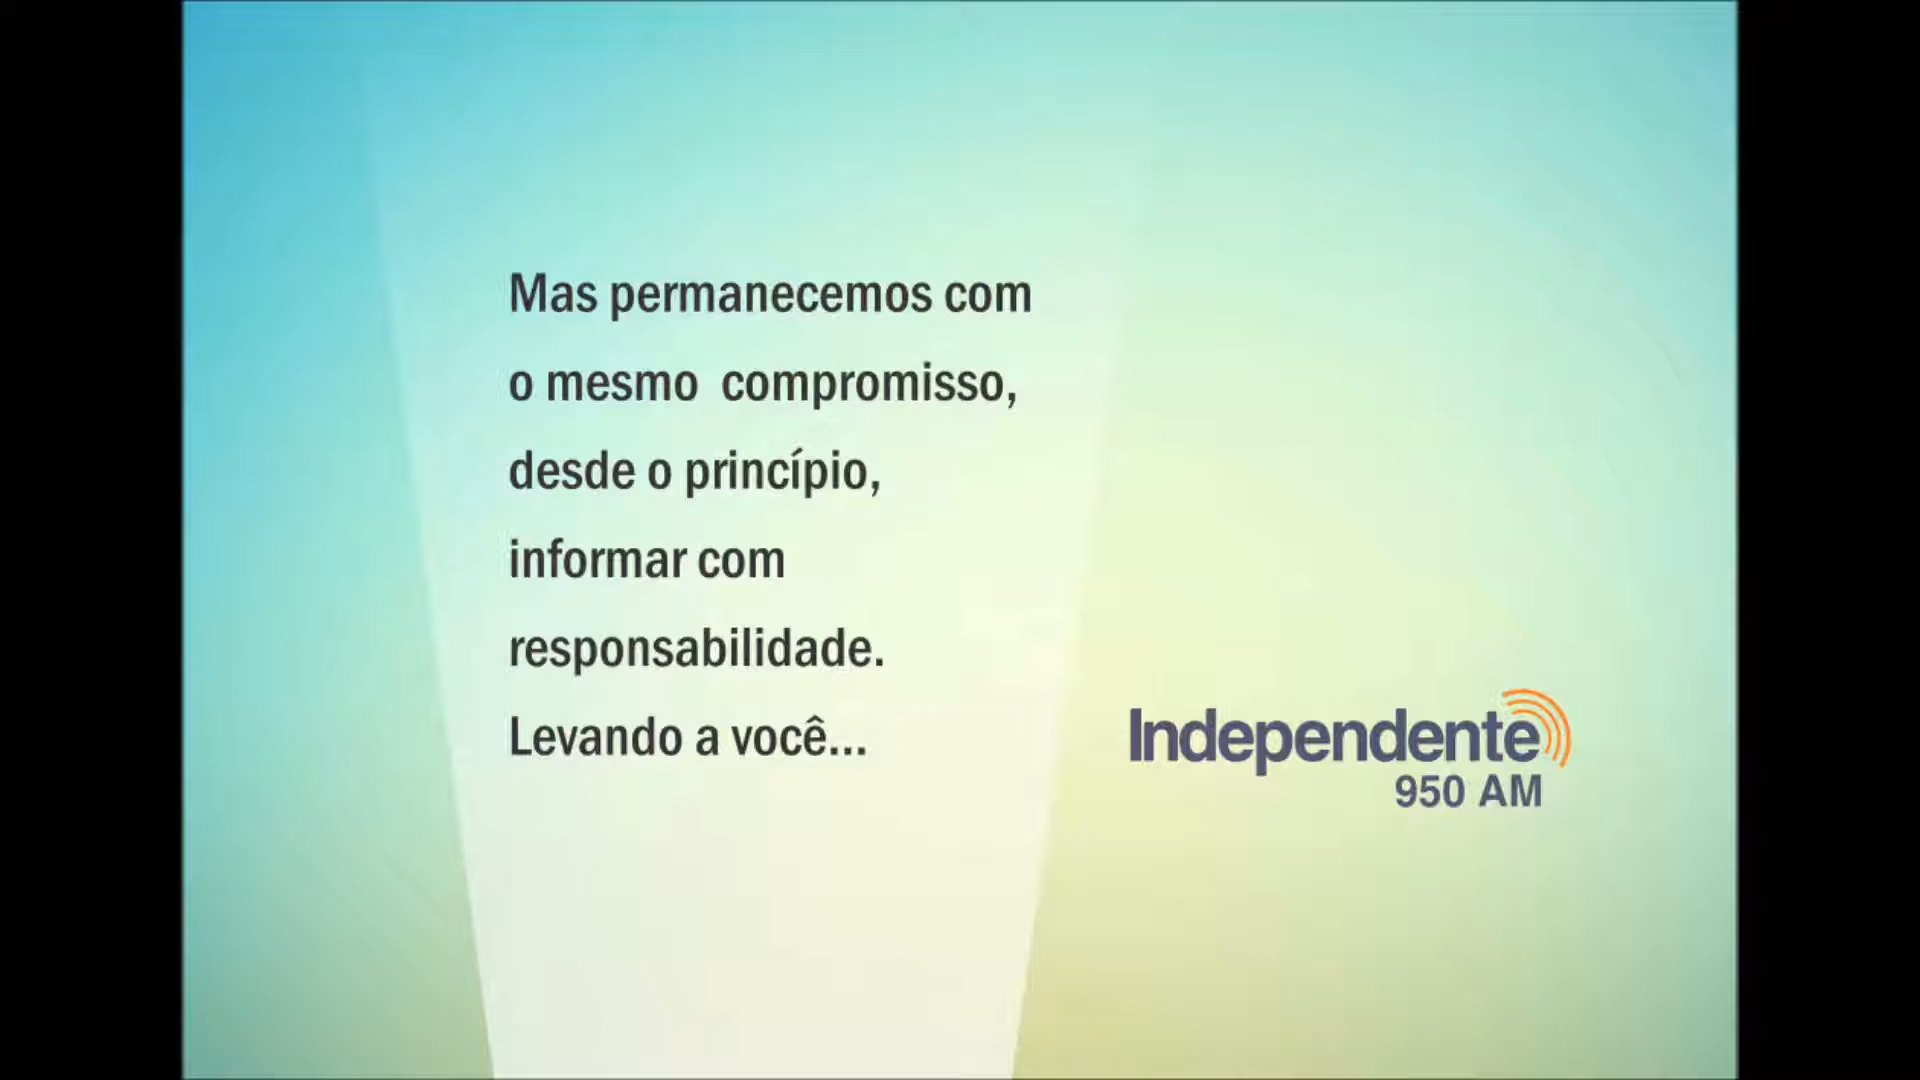 Mas permanecemos com
o mesmo  compromisso,
desde o princípio,
informar com
responsabilidade.
Levando a você...
Independente
950 AM